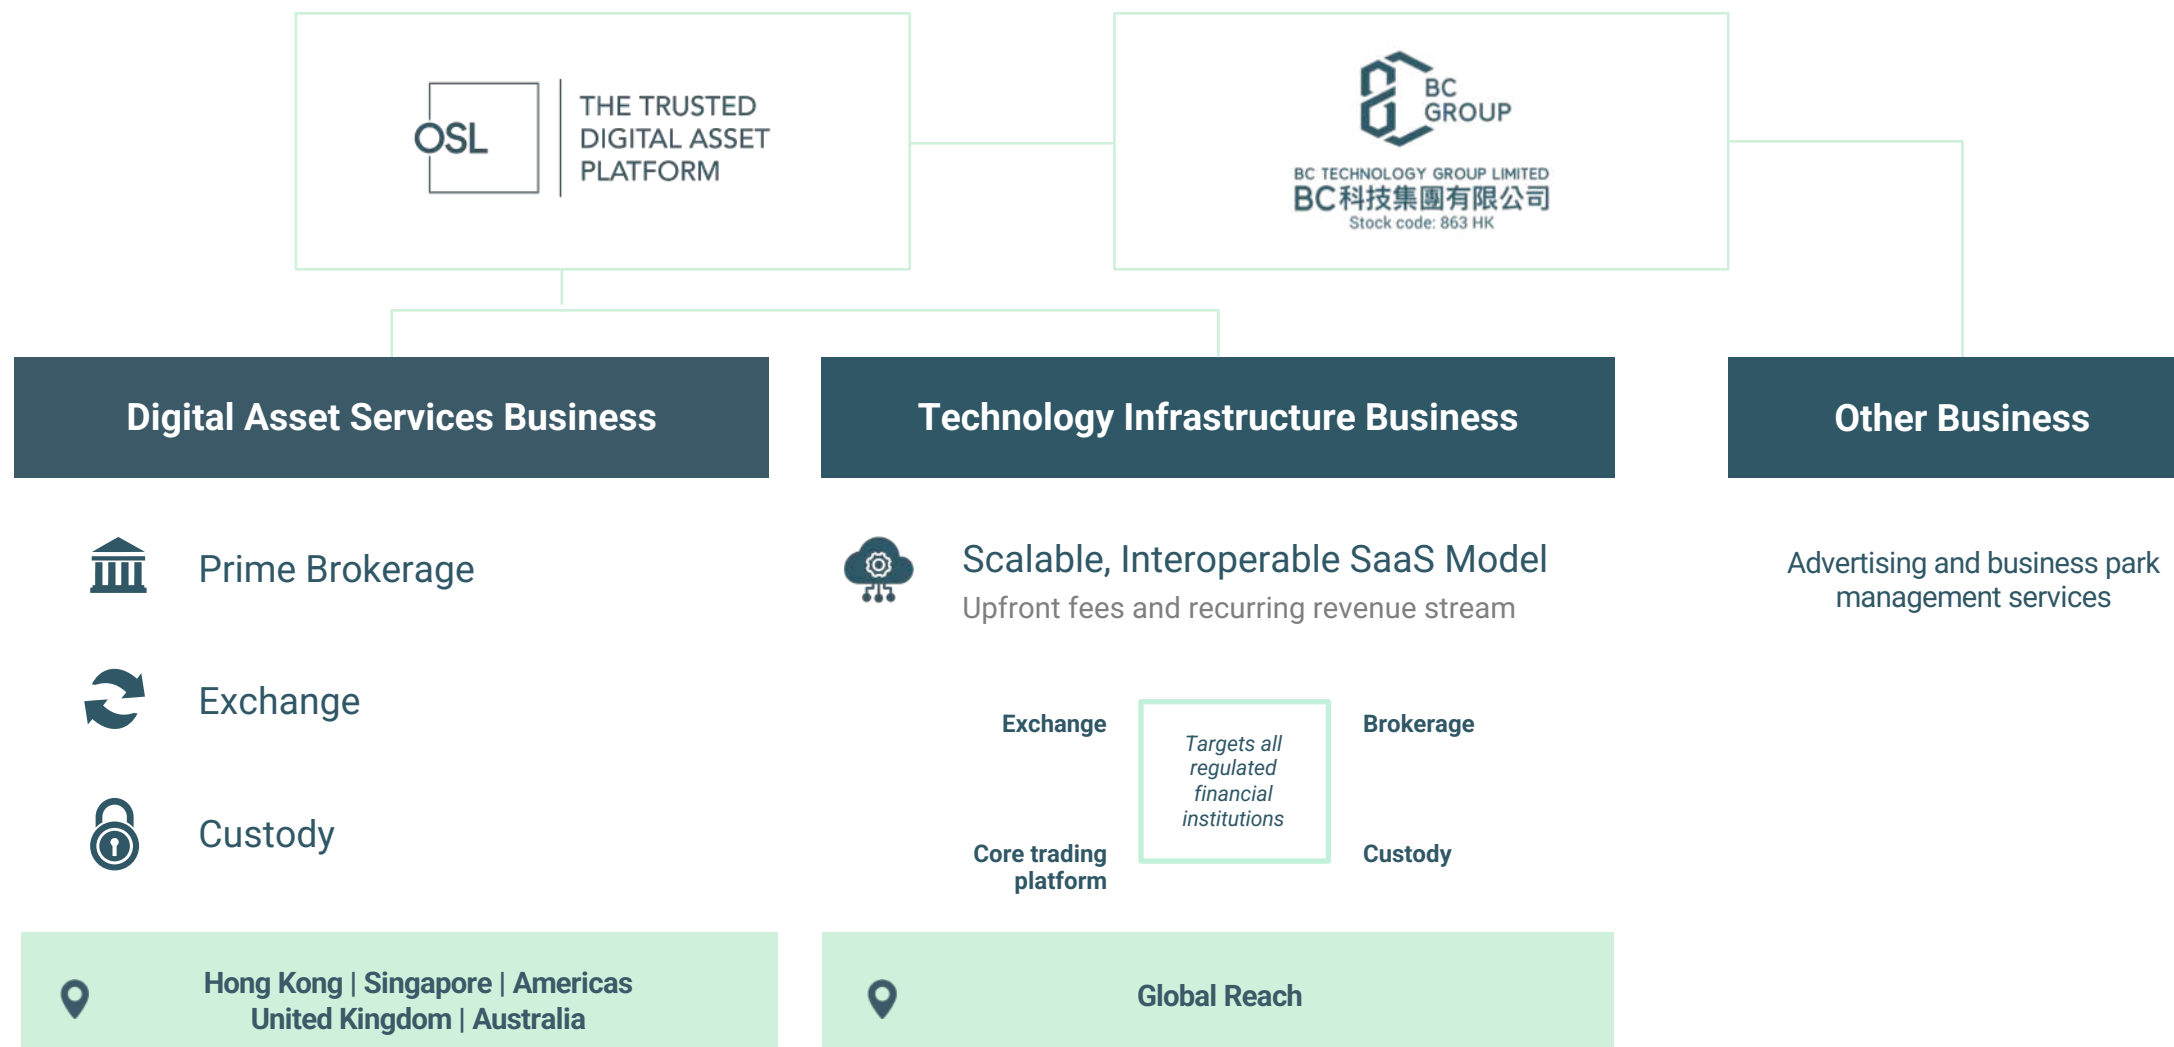 OSL
THE TRUSTED
DIGITAL ASSET
PLATFORM
BC
GROUP
BC TECHNOLOGY GROUP LIMITED
BC科技集團有限公司
Stock code: 863 HK
Digital Asset Services Business
Prime Brokerage
Exchange
Custody
Hong Kong | Singapore | Americas
United Kingdom | Australia
Technology Infrastructure Business
Scalable, Interoperable SaaS Model
Upfront fees and recurring revenue stream
Exchange
Brokerage
Targets all
regulated
financial
institutions
Core trading
platform
Custody
Global Reach
Other Business
Advertising and business park
management services